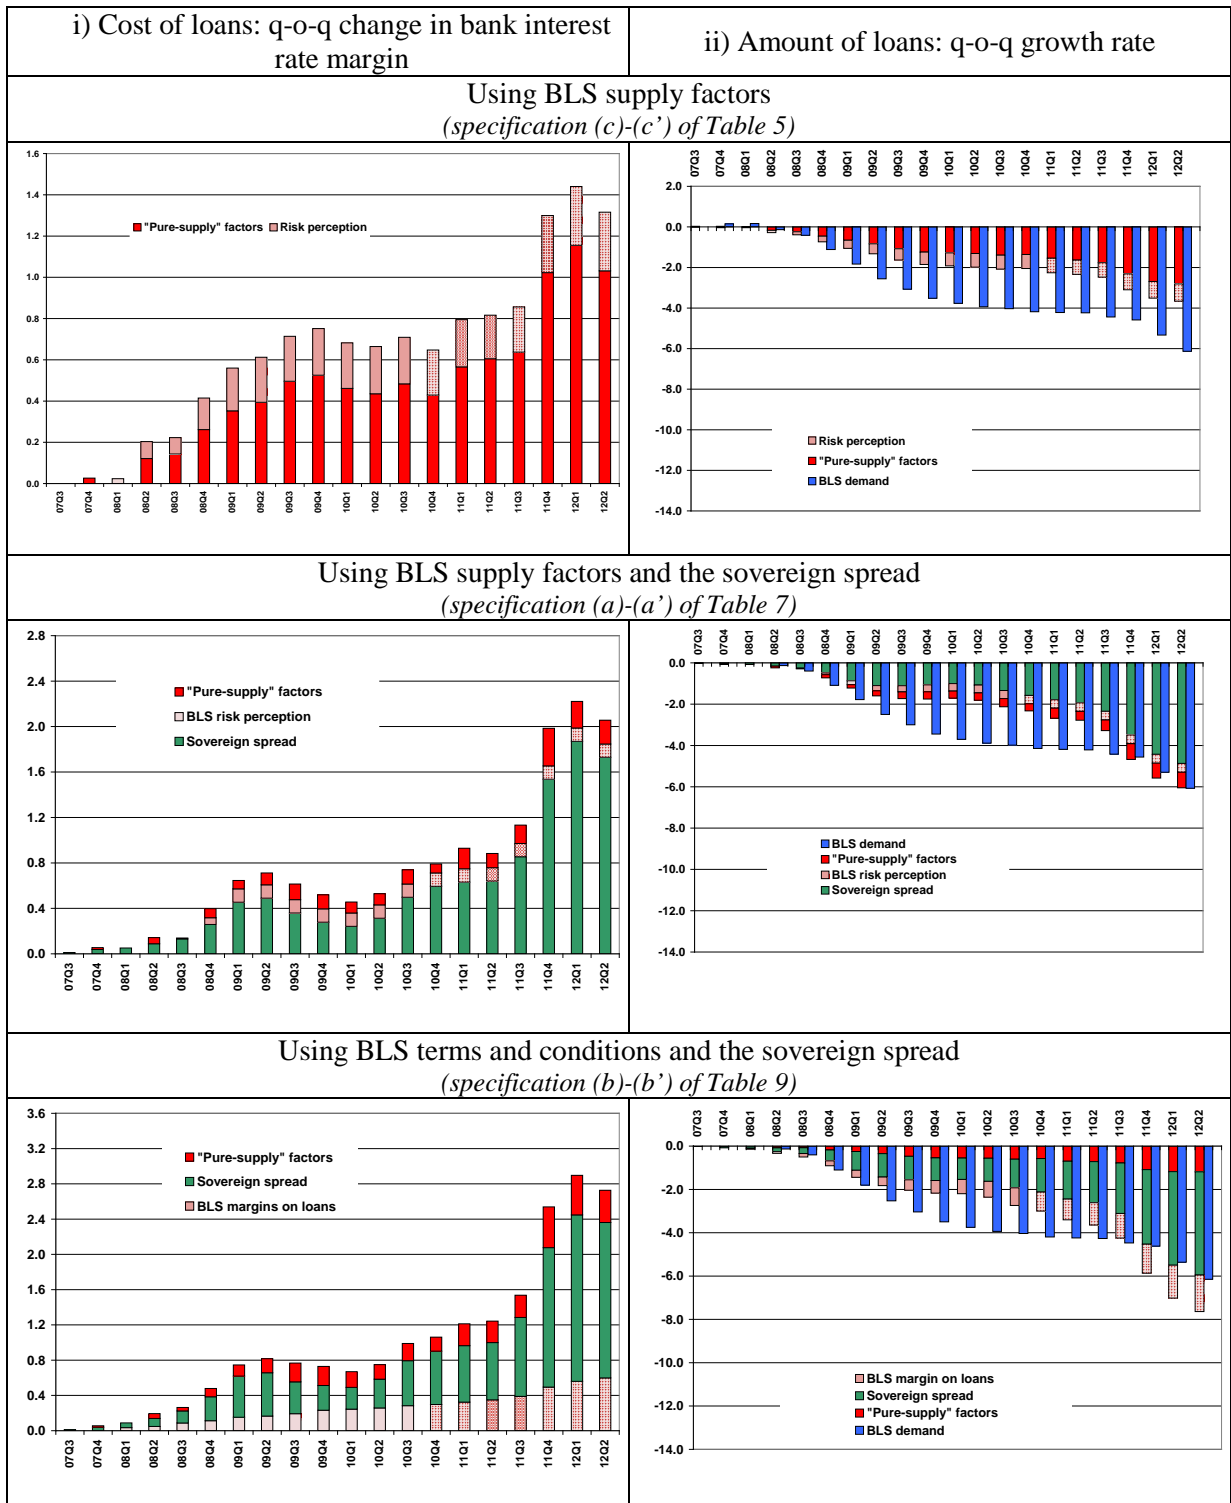 i) Cost of loans: q-o-q change in bank interest
rate margin
ii) Amount of loans: q-o-q growth rate
Using BLS supply factors
(specification (c)-(c’) of Table 5)
1.6
1.4
1.2
1.0
0.8
0.6
0.4
0.2
0.0
"Pure-supply" factors Risk perception
07Q3 07Q4 08Q1 08Q2 08Q3 08Q4 09Q1 09Q2 09Q3 09Q4 10Q1 10Q2 10Q3 10Q4 11Q1 11Q2 11Q3 11Q4 12Q1 12Q2
07Q3 07Q4 08Q1 08Q2 08Q3 08Q4 09Q1 09Q2 09Q3 09Q4 10Q1 10Q2 10Q3 10Q4 11Q1 11Q2 11Q3 11Q4 12Q1 12Q2
2.0
0.0
-2.0
-4.0
-6.0
-8.0
-10.0
-12.0
-14.0
Risk perception
"Pure-supply" factors
BLS demand
Using BLS supply factors and the sovereign spread
(specification (a)-(a’) of Table 7)
2.8
2.4
2.0
1.6
1.2
0.8
0.4
0.0
"Pure-supply" factors
BLS risk perception
Sovereign spread
07Q3 07Q4 08Q1 08Q2 08Q3 08Q4 09Q1 09Q2 09Q3 09Q4 10Q1 10Q2 10Q3 10Q4 11Q1 11Q2 11Q3 11Q4 12Q1 12Q2
07Q3 07Q4 08Q1 08Q2 08Q3 08Q4 09Q1 09Q2 09Q3 09Q4 10Q1 10Q2 10Q3 10Q4 11Q1 11Q2 11Q3 11Q4 12Q1 12Q2
0.0
-2.0
-4.0
-6.0
-8.0
-10.0
-12.0
-14.0
BLS demand
"Pure-supply" factors
BLS risk perception
Sovereign spread
Using BLS terms and conditions and the sovereign spread
(specification (b)-(b’) of Table 9)
3.6
3.2
2.8
2.4
2.0
1.6
1.2
0.8
0.4
0.0
"Pure-supply" factors
Sovereign spread
BLS margins on loans
07Q3 07Q4 08Q1 08Q2 08Q3 08Q4 09Q1 09Q2 09Q3 09Q4 10Q1 10Q2 10Q3 10Q4 11Q1 11Q2 11Q3 11Q4 12Q1 12Q2
07Q3 07Q4 08Q1 08Q2 08Q3 08Q4 09Q1 09Q2 09Q3 09Q4 10Q1 10Q2 10Q3 10Q4 11Q1 11Q2 11Q3 11Q4 12Q1 12Q2
0.0
-2.0
-4.0
-6.0
-8.0
-10.0
-12.0
-14.0
BLS margin on loans
Sovereign spread
"Pure-supply" factors
BLS demand